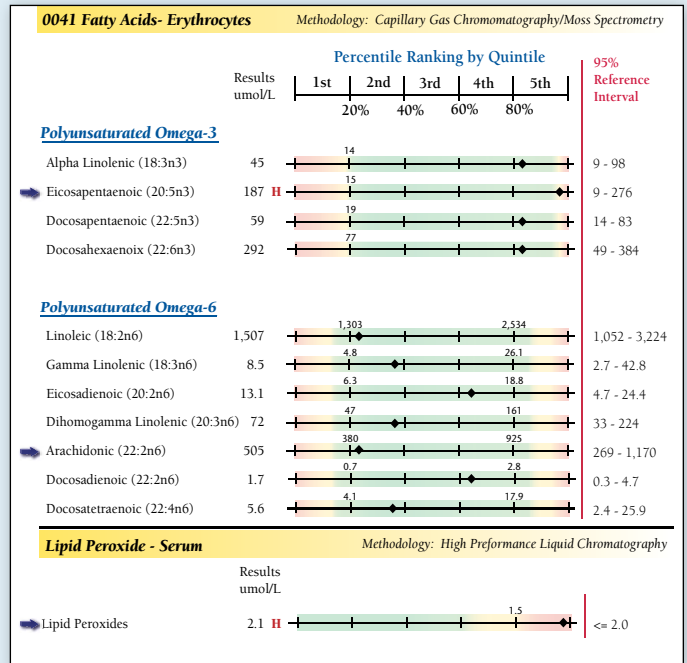 0041 Fatty Acids- Erythrocytes Methodology: Capillary Gas Chromomatography/Moss Spectrometry
Percentile Ranking by Quintile
95%
Reference
Interval
Results
umol/L
1st 2nd 3rd 4th 5th
20% 40% 60% 80%
Polyunsaturated Omega-3
14
Alpha Linolenic (18:3n3) 45 9 - 98
15
Eicosapentaenoic (20:5n3) 187 H 9 - 276
19
Docosapentaenoic (22:5n3) 59 14 - 83
77
Docosahexaenoix (22:6n3) 292 49 - 384
Polyunsaturated Omega-6
1,303 2,534
Linoleic (18:2n6) 1,507 1,052 - 3,224
4.8 26.1
Gamma Linolenic (18:3n6) 8.5 2.7 - 42.8
6.3 18.8
Eicosadienoic (20:2n6) 13.1 4.7 - 24.4
47 161
Dihomogamma Linolenic (20:3n6) 72 33 - 224
380 925
Arachidonic (22:2n6) 505 269 - 1,170
0.7 2.8
Docosadienoic (22:2n6) 1.7 0.3 - 4.7
4.1 17.9
Docosatetraenoic (22:4n6) 5.6 2.4 - 25.9
Lipid Peroxide - Serum Methodology: High Preformance Liquid Chromatography
Results
umol/L
1.5
Lipid Peroxides 2.1 H <= 2.0